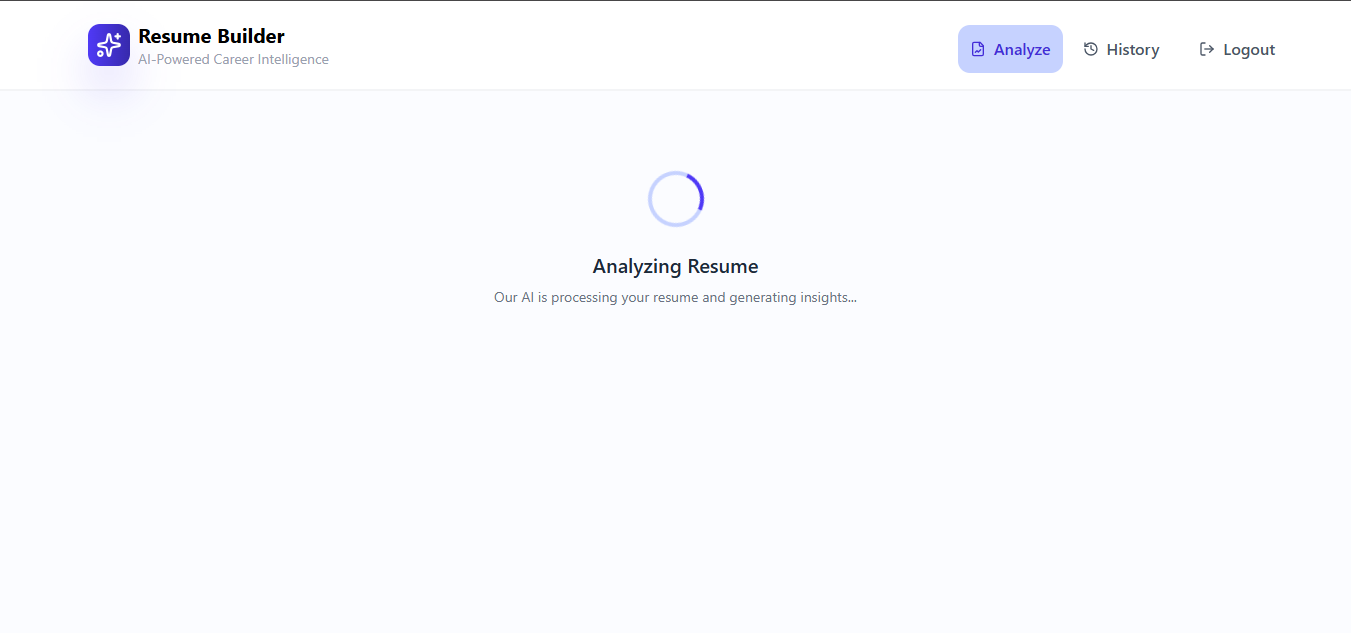 Resume Builder
AI-Powered Career Intelligence
Analyze
History
Logout
Analyzing Resume
Our AI is processing your resume and generating insights...